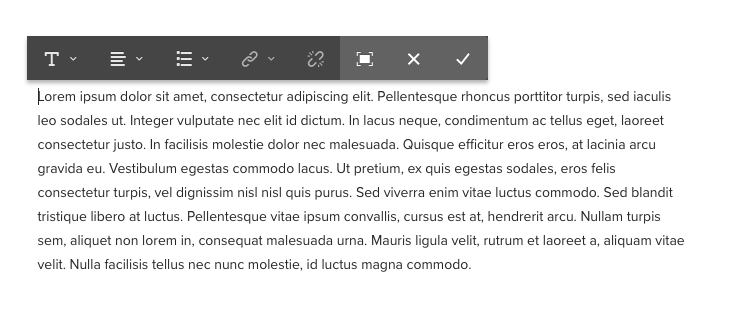 Lorem ipsum dolor sit amet, consectetur adipiscing elit. Pellentesque rhoncus porttitor turpis, sed iaculis
leo sodales ut. Integer vulputate nec elit id dictum. In lacus neque, condimentum ac tellus eget, laoreet
consectetur justo. In facilisis molestie dolor nec malesuada. Quisque efficitur eros eros, at lacinia arcu
gravida eu. Vestibulum egestas commodo lacus. Ut pretium, ex quis egestas sodales, eros felis
consectetur turpis, vel dignissim nisl nisl quis purus. Sed viverra enim vitae luctus commodo. Sed blandit
tristique libero at luctus. Pellentesque vitae ipsum convallis, cursus est at, hendrerit arcu. Nullam turpis
sem, aliquet non lorem in, consequat malesuada urna. Mauris ligula velit, rutrum et laoreet a, aliquam vitae
velit. Nulla facilisis tellus nec nunc molestie, id luctus magna commodo.